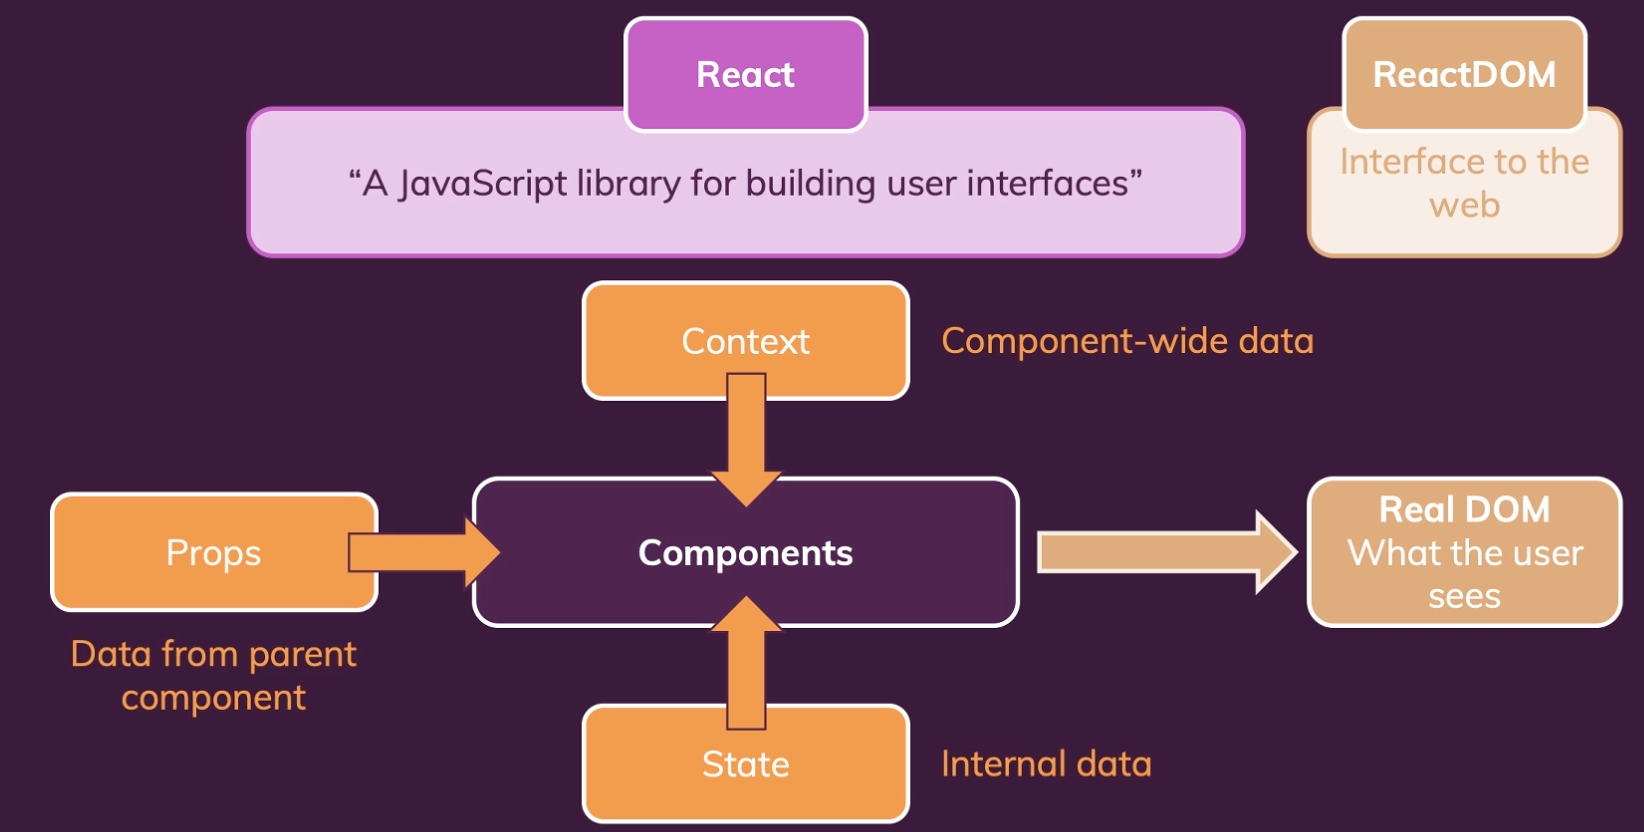 React
ReactDOM
“A JavaScript library for building user interfaces”
Interface to the
web
Context
Component-wide data
Props
Components
Real DOM
What the user
sees
Data from parent
component
State
Internal data